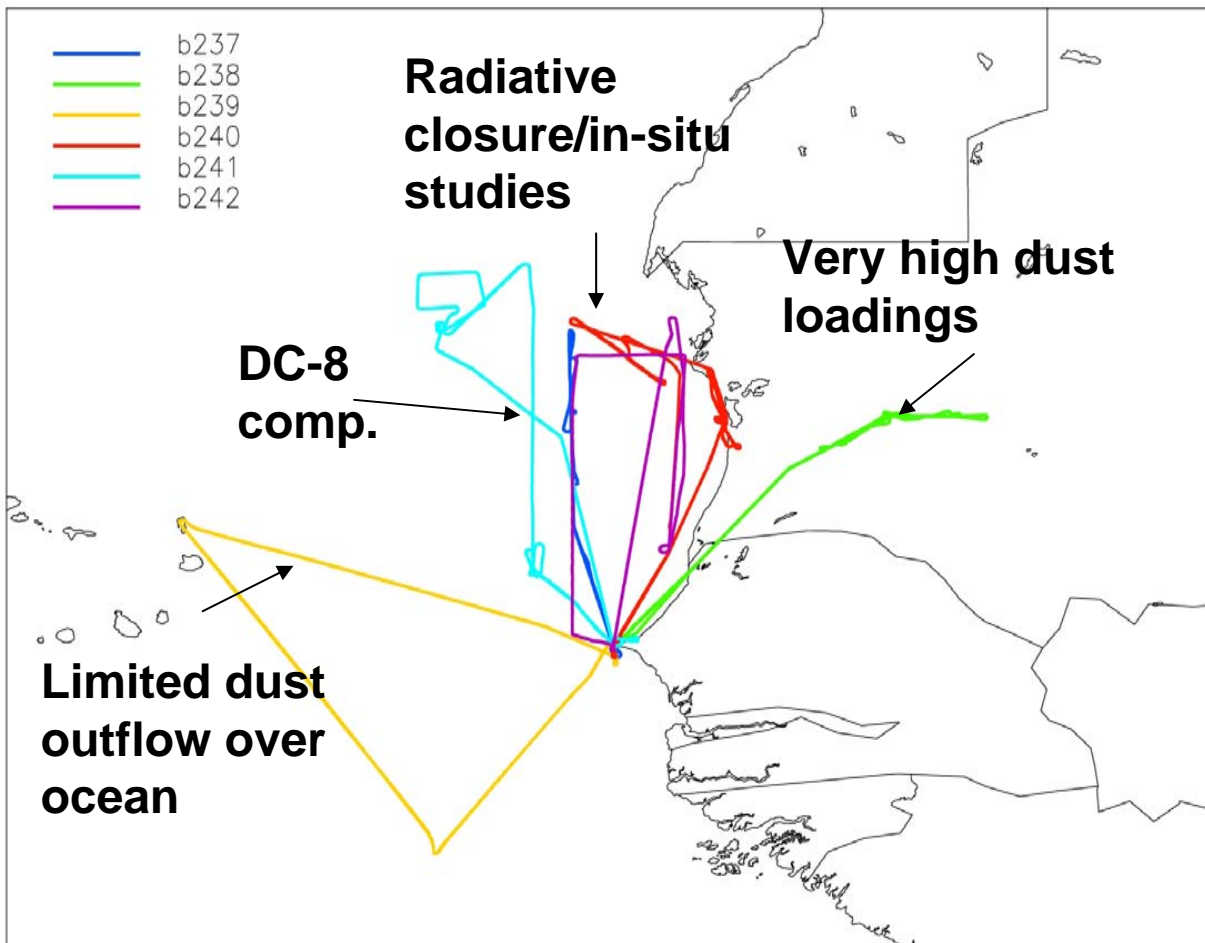 b237
b238
b239
b240
b241
b242
Radiative
closure/in-situ
studies
Very high dust
loadings
DC-8
comp.
Limited dust
outflow over
ocean